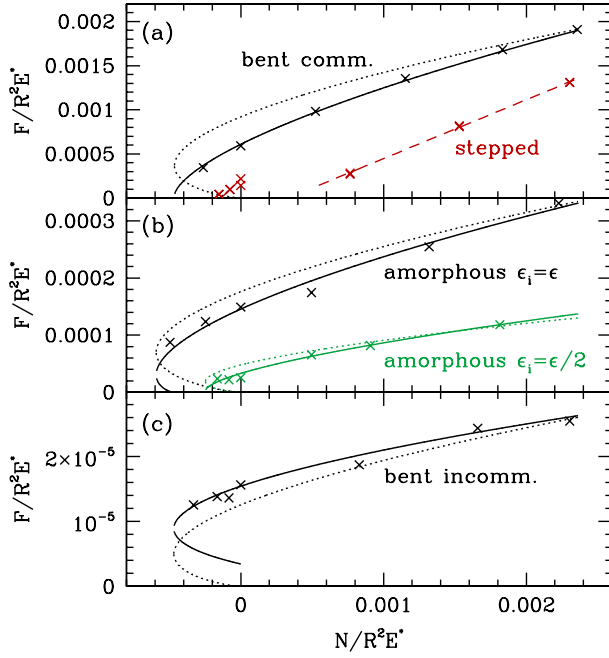 0.002
(a)
bent comm.
0.0015
0.001
stepped
0.0005
0
F/R²E*
(b)
0.0003
amorphous ϵᵢ=ϵ
0.0002
0.0001
amorphous ϵᵢ=ϵ/2
0
F/R²E*
(c)
2×10⁻⁵
bent incomm.
10⁻⁵
0
F/R²E*
0 0.001 0.002
N/R²E*